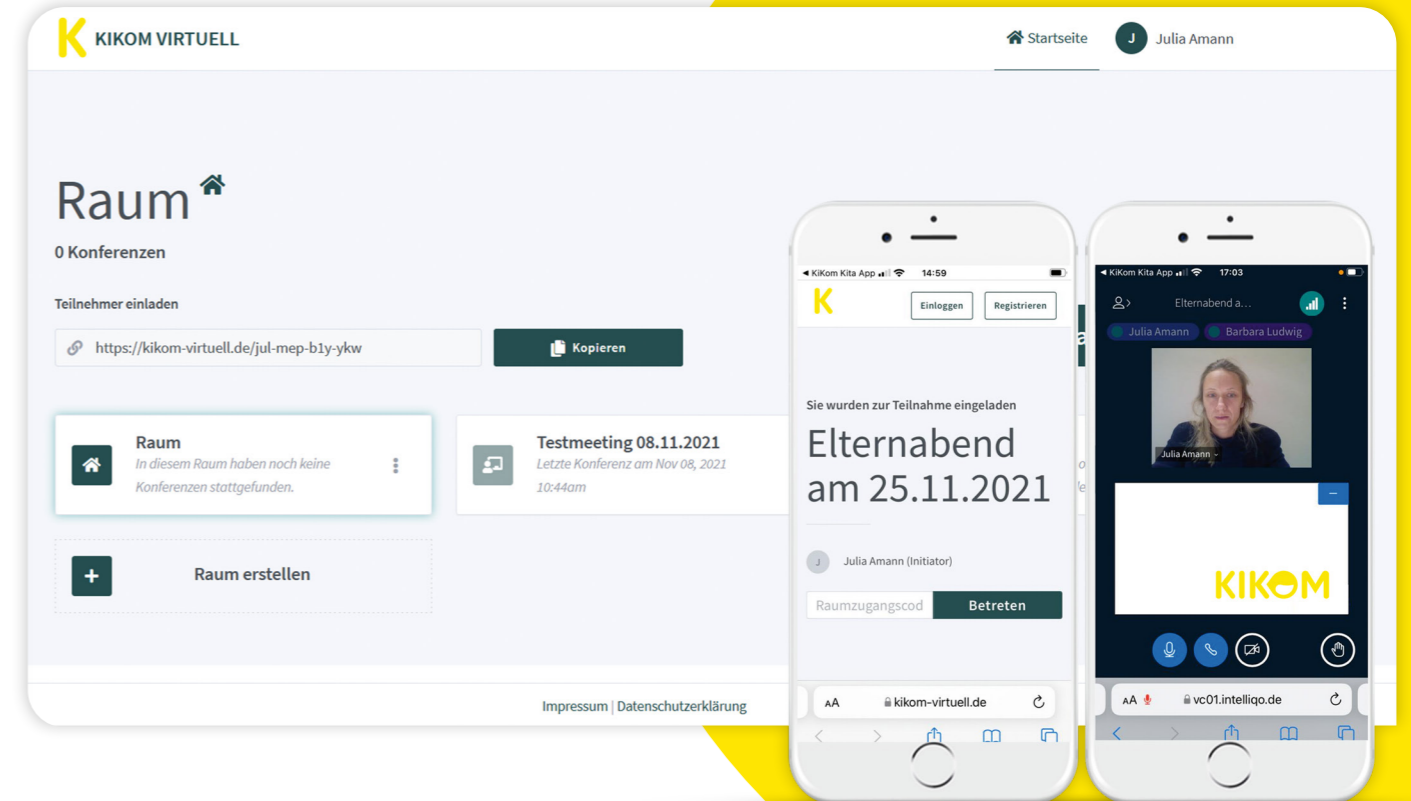 K KIKOM VIRTUELL
Startseite
J Julia Amann
Raum
0 Konferenzen
Teilnehmer einladen
https://kikom-virtuell.de/jul-mep-b1y-ykw
Kopieren
Raum
In diesem Raum haben noch keine
Konferenzen stattgefunden.
Testmeeting 08.11.2021
Letzte Konferenz am Nov 08, 2021
10:44am
Raum erstellen
Impressum | Datenschutzerklärung
KiKom Kita App 14:59
K
Einloggen Registrieren
Sie wurden zur Teilnahme eingeladen
Elternabend
am 25.11.2021
J Julia Amann (Initiator)
Raumzugangscod Betreten
AA kikom-virtuell.de
KiKom Kita App 17:03
Elternabend a...
Julia Amann Barbara Ludwig
Julia Amann
KIKOM
AA vc01.intelliqo.de